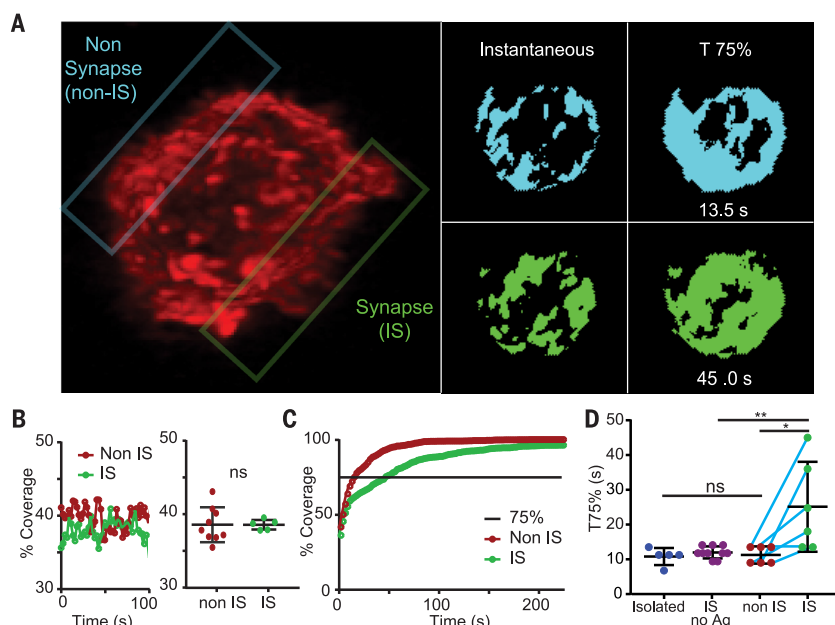 A
Non
Synapse
(non-IS)
Synapse
(IS)
Instantaneous
T 75%
13.5 s
45 .0 s
B
50
40
30
% Coverage
Non IS
IS
0
100
Time (s)
50
40
30
ns
non IS
IS
C
100
50
0
% Coverage
75%
Non IS
IS
0
100
200
Time (s)
D
50
40
30
20
10
0
T75% (s)
**
*
ns
Isolated
IS
no Ag
non IS
IS